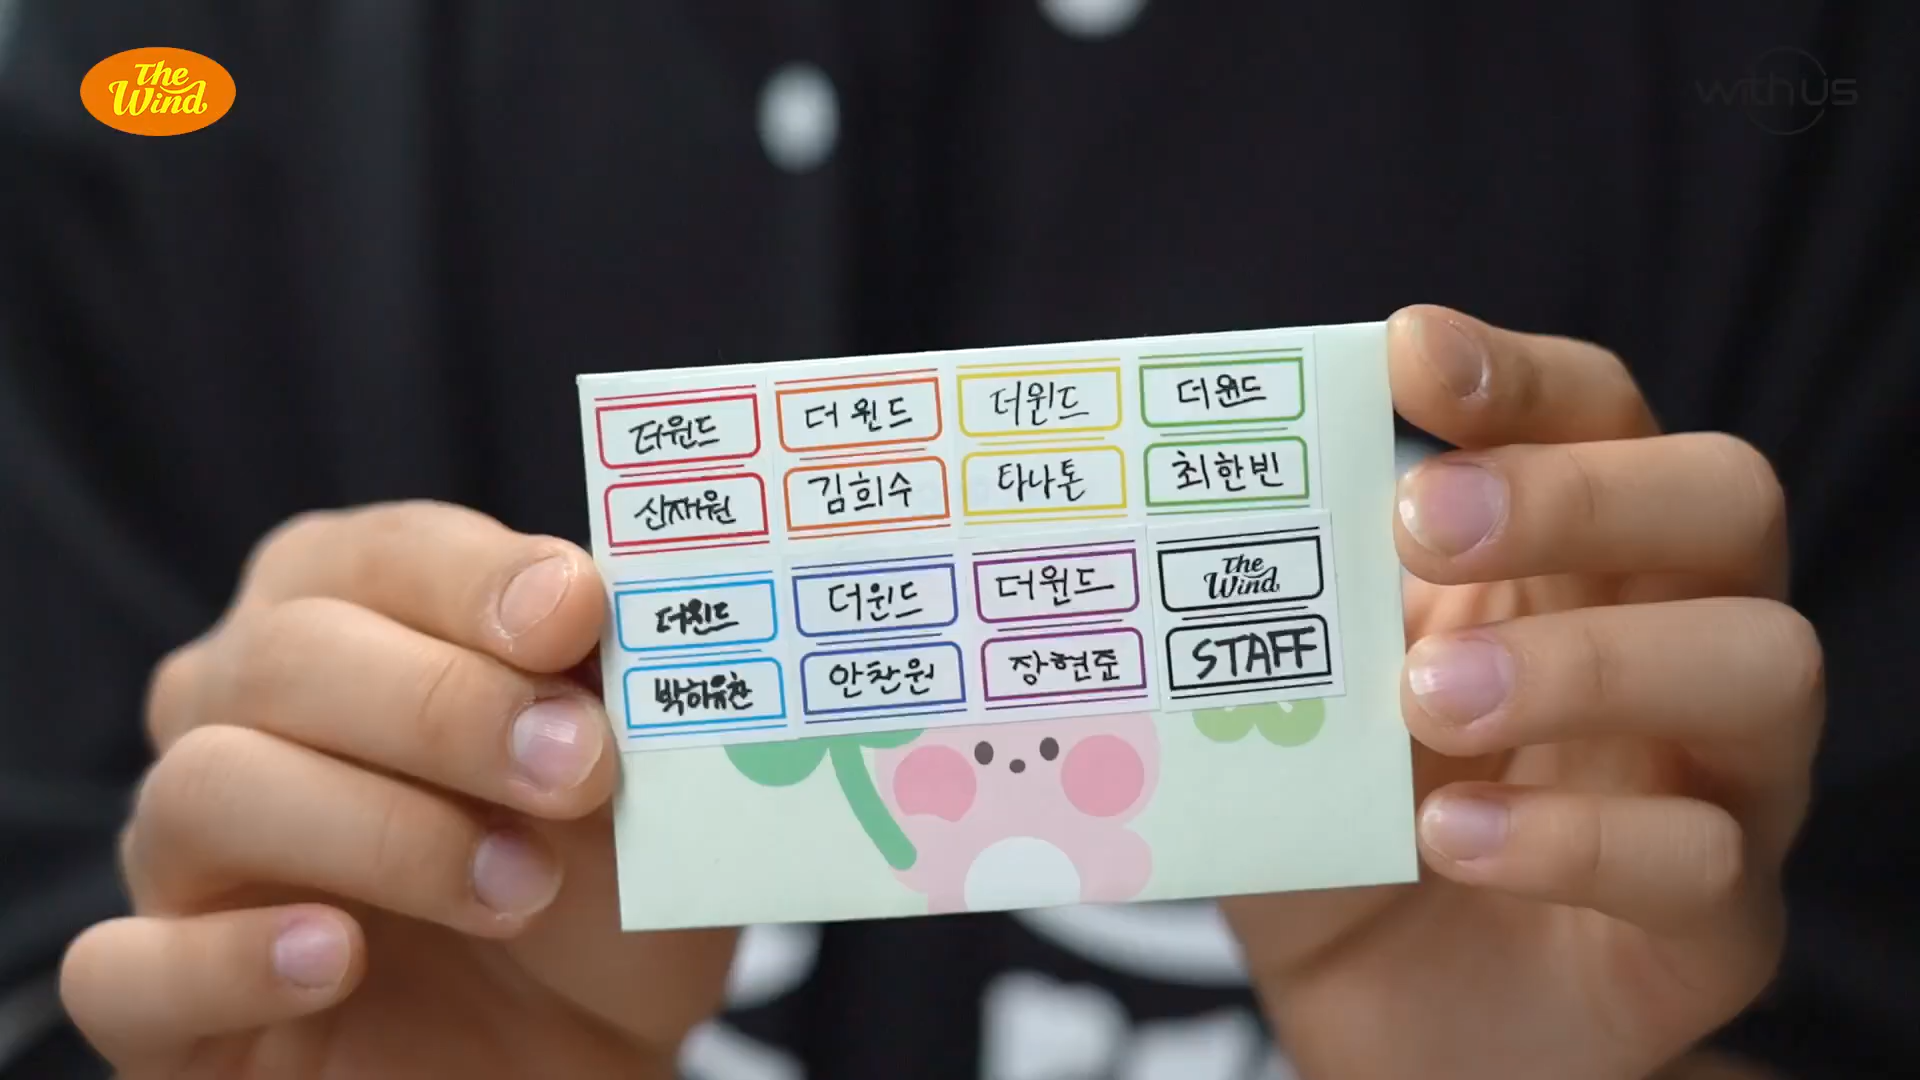 The
Wind
with us
더윈드 더 윈드 더윈드 더윈드
신재원 김희수 타나톤 최한빈
더윈드 더윈드 더윈드 The Wind
박하유찬 안찬원 장현준 STAFF